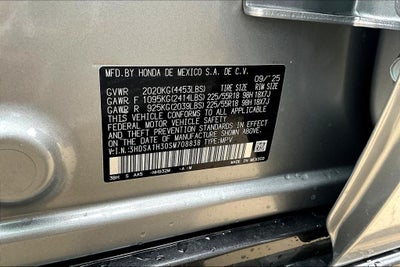 MFD.BY HONDA DE MEXICO S.A. DE C.V.
09/'25
GVWR 2020KG(4453LBS) TIRE SIZE RIM SIZE
GAWR F 1095KG(2414LBS) 225/55R18 98H 18X7J
GAWR R 925KG(2039LBS) 225/55R18 98H 18X7J
THIS VEHICLE CONFORMS TO ALL APPLICABLE
FEDERAL MOTOR VEHICLE SAFETY AND THEFT
PREVENTION STANDARDS IN EFFECT ON THE DATE
OF MANUFACTURE SHOWN ABOVE.
V.I.N.:3HDSA1H30SM708838 TYPE:MPV
MADE IN MEXICO